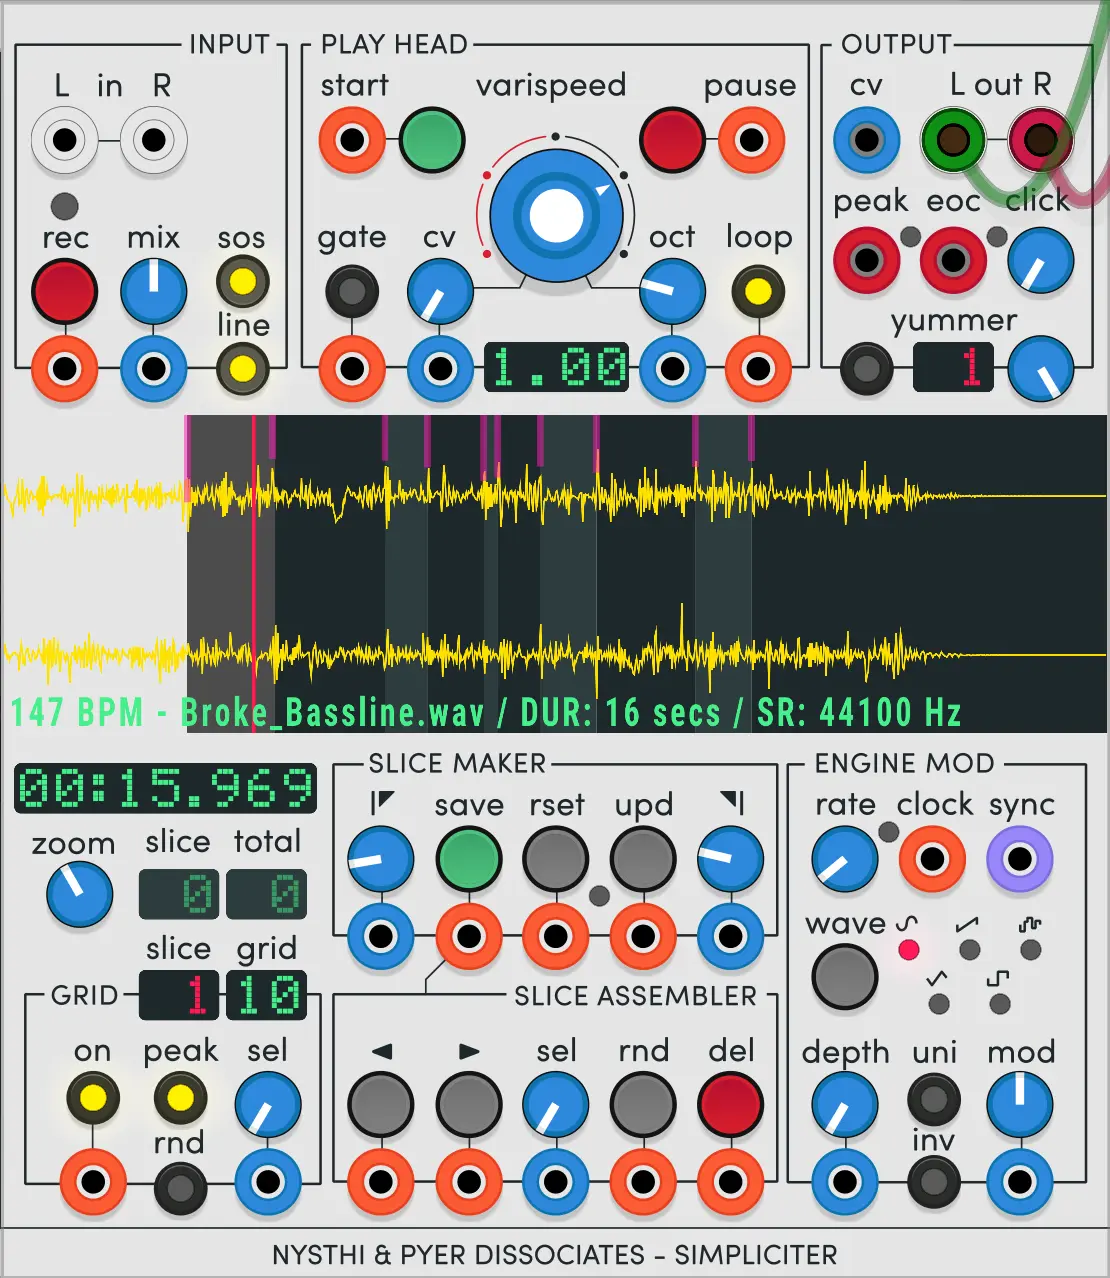 INPUT
PLAY HEAD
OUTPUT
L in R
start
varispeed
pause
cv
L out R
peak eoc click
rec mix sos
gate cv
oct loop
line
yummer
1.00
1
147 BPM - Broke_Bassline.wav / DUR: 16 secs / SR: 44100 Hz
00:15.969
SLICE MAKER
ENGINE MOD
save rset upd
rate clock sync
zoom slice total
0 0
slice grid
wave
GRID 1 10
SLICE ASSEMBLER
on peak sel
sel rnd del
depth uni mod
rnd
inv
NYSTHI & PYER DISSOCIATES - SIMPLICITER